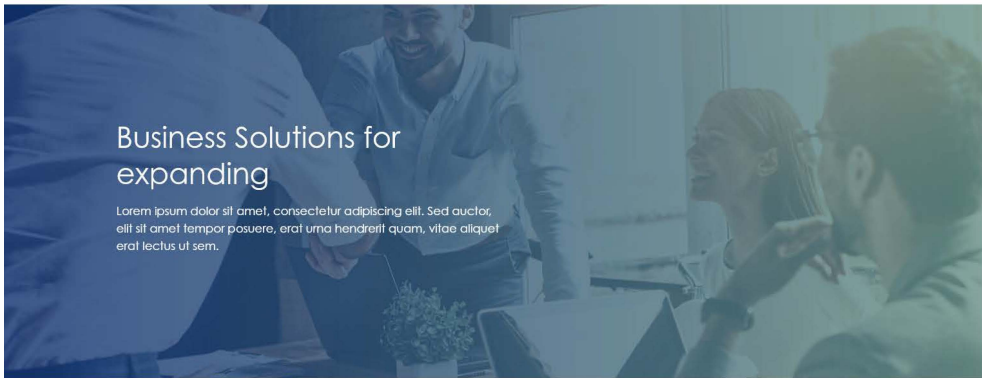 Business Solutions for
expanding
Lorem ipsum dolor sit amet, consectetur adipiscing elit. Sed auctor,
elit sit amet tempor posuere, erat urna hendrerit quam, vitae aliquet
erat lectus ut sem.